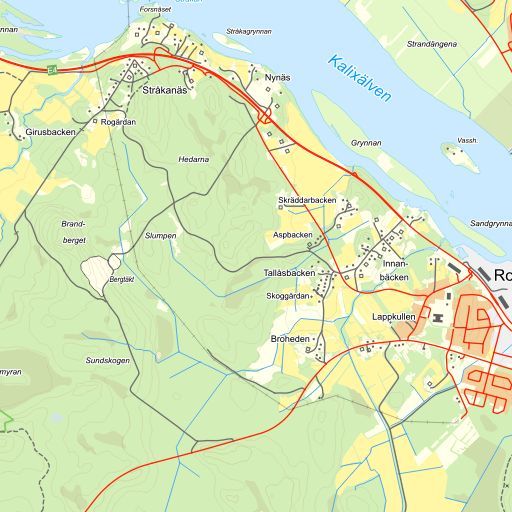 Forsnäset
Stråkagrynnan
Strandängena
E4
Kalixälven
Nynäs
Stråkanäs
Girusbacken
Rogärdan
Grynnan
Vassh.
Hedarna
Skräddarbacken
Brand-
berget
Slumpen
Aspbacken
Sandgrynnan
Innan-
bäcken
Bergtäkt
Tallåsbacken
Ro
Skoggärdan
Lappkullen
Broheden
Sundskogen
myran